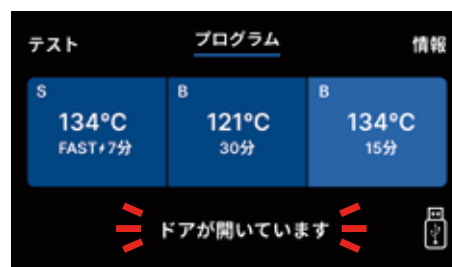 テスト プログラム 情報
S B B
134°C 121°C 134°C
FAST⚡7分 30分 15分
ドアが開いています